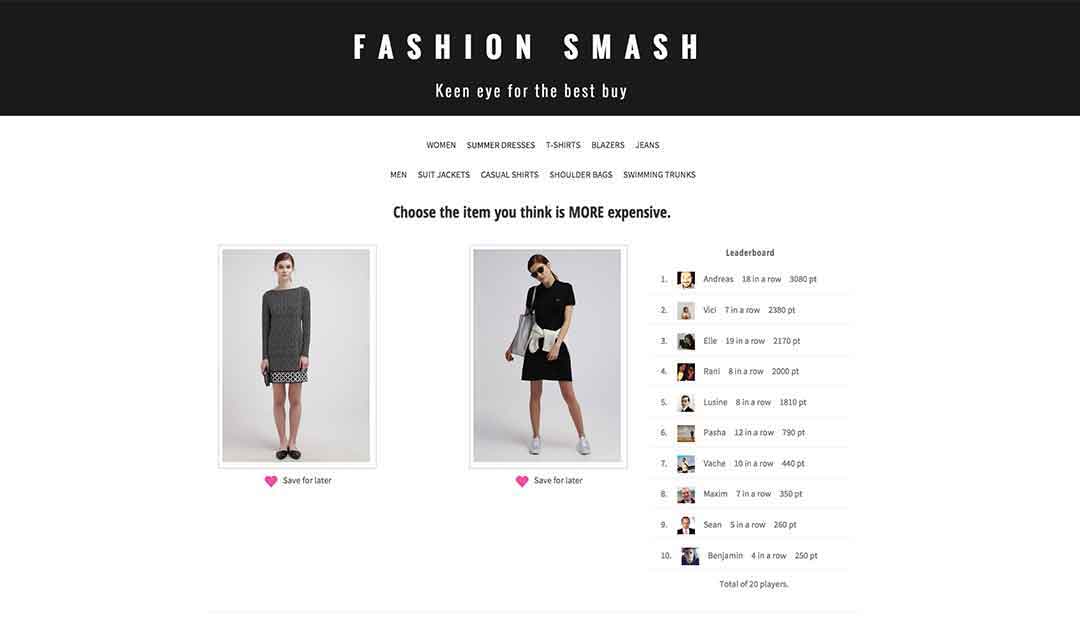 FASHION SMASH
Keen eye for the best buy
WOMEN SUMMER DRESSES T-SHIRTS BLAZERS JEANS
MEN SUIT JACKETS CASUAL SHIRTS SHOULDER BAGS SWIMMING TRUNKS
Choose the item you think is MORE expensive.
Save for later
Save for later
Leaderboard
1. Andreas 18 in a row 3080 pt
2. Vici 7 in a row 2380 pt
3. Elle 19 in a row 2170 pt
4. Rani 8 in a row 2000 pt
5. Lusine 8 in a row 1810 pt
6. Pasha 12 in a row 790 pt
7. Vache 10 in a row 440 pt
8. Maxim 7 in a row 350 pt
9. Sean 5 in a row 260 pt
10. Benjamin 4 in a row 250 pt
Total of 20 players.